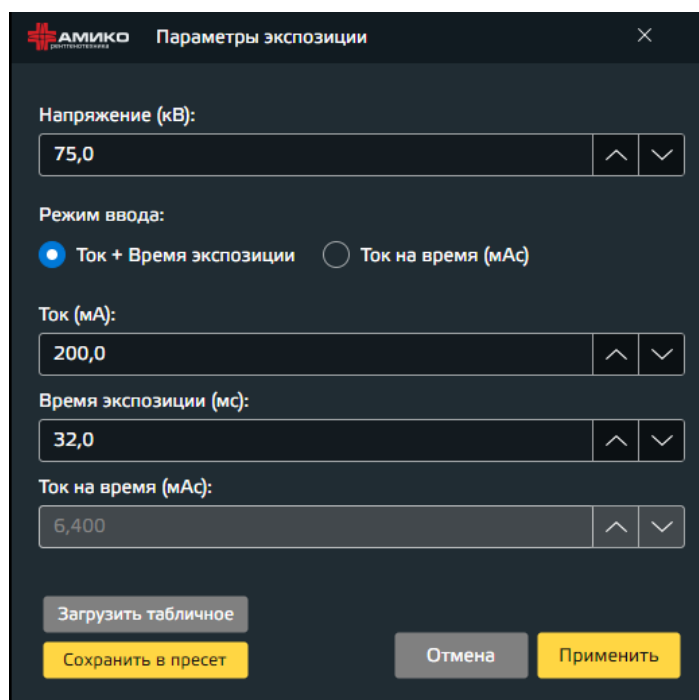 АМИКО
рентгенотехника
Параметры экспозиции
Напряжение (кВ):
75,0
Режим ввода:
Ток + Время экспозиции
Ток на время (мАс)
Ток (мА):
200,0
Время экспозиции (мс):
32,0
Ток на время (мАс):
6,400
Загрузить табличное
Сохранить в пресет
Отмена
Применить